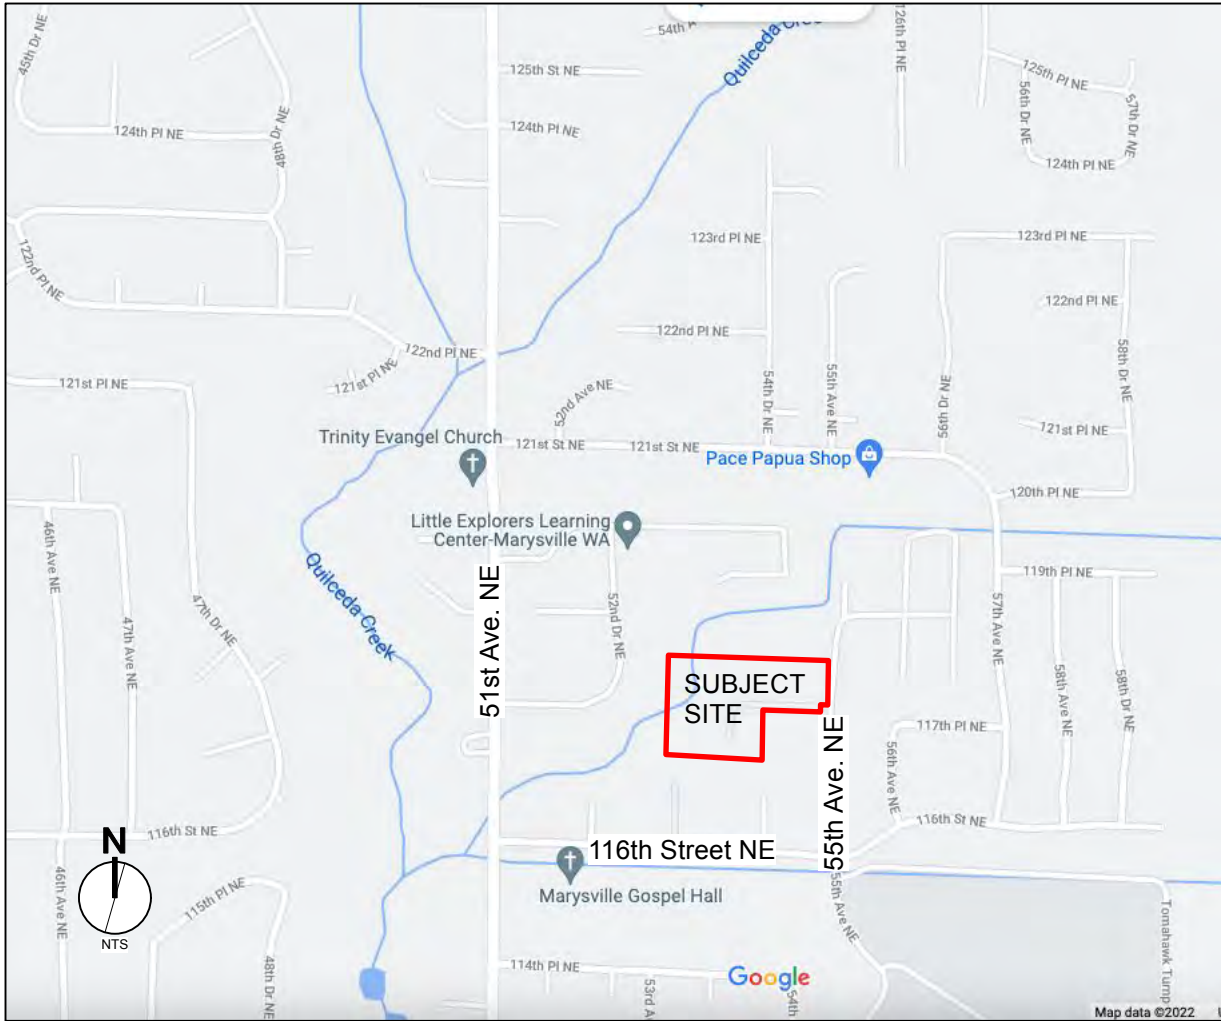 54th A
Quilceda Cree
126th Pl NE
45th Dr NE
125th St NE
125th Pl NE
56th Dr NE
57th Dr NE
124th Pl NE
48th Dr NE
124th Pl NE
124th Pl NE
123rd Pl NE
123rd Pl NE
122nd Pl NE
122nd Pl NE
122nd Pl NE
122nd Pl NE
58th Dr NE
121st Pl NE
121st Pl NE
52nd Ave NE
54th Dr NE
55th Ave NE
56th Dr NE
121st Pl NE
Trinity Evangel Church
121st St NE
121st St NE
Pace Papua Shop
120th Pl NE
Little Explorers Learning
Center-Marysville WA
46th Ave NE
47th Ave NE
47th Dr NE
Quilceda Creek
51st Ave. NE
52nd Dr NE
119th Pl NE
57th Ave NE
58th Ave NE
58th Dr NE
SUBJECT
SITE
55th Ave. NE
117th Pl NE
56th Ave NE
116th St NE
116th St NE
N
NTS
116th Street NE
Marysville Gospel Hall
46th Ave NE
115th Pl NE
48th Dr NE
55th Ave NE
Tomahawk Turnp
114th Pl NE
53rd A
54th
Google
Map data ©2022